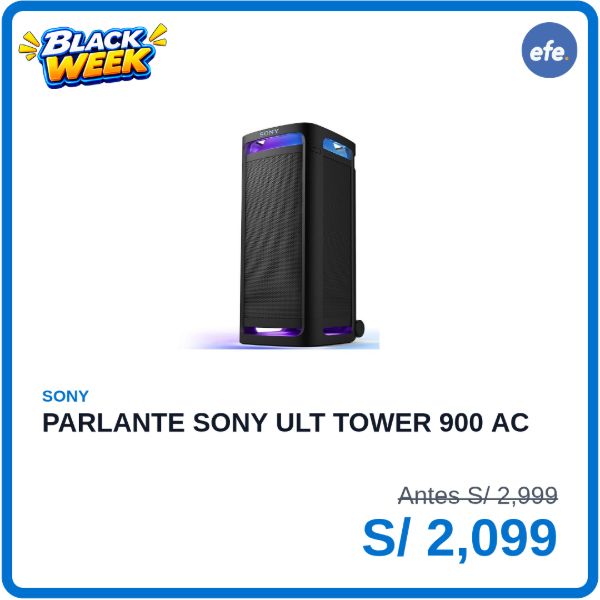 BLACK
WEEK
efe.
SONY
SONY
PARLANTE SONY ULT TOWER 900 AC
Antes S/ 2,999
S/ 2,099